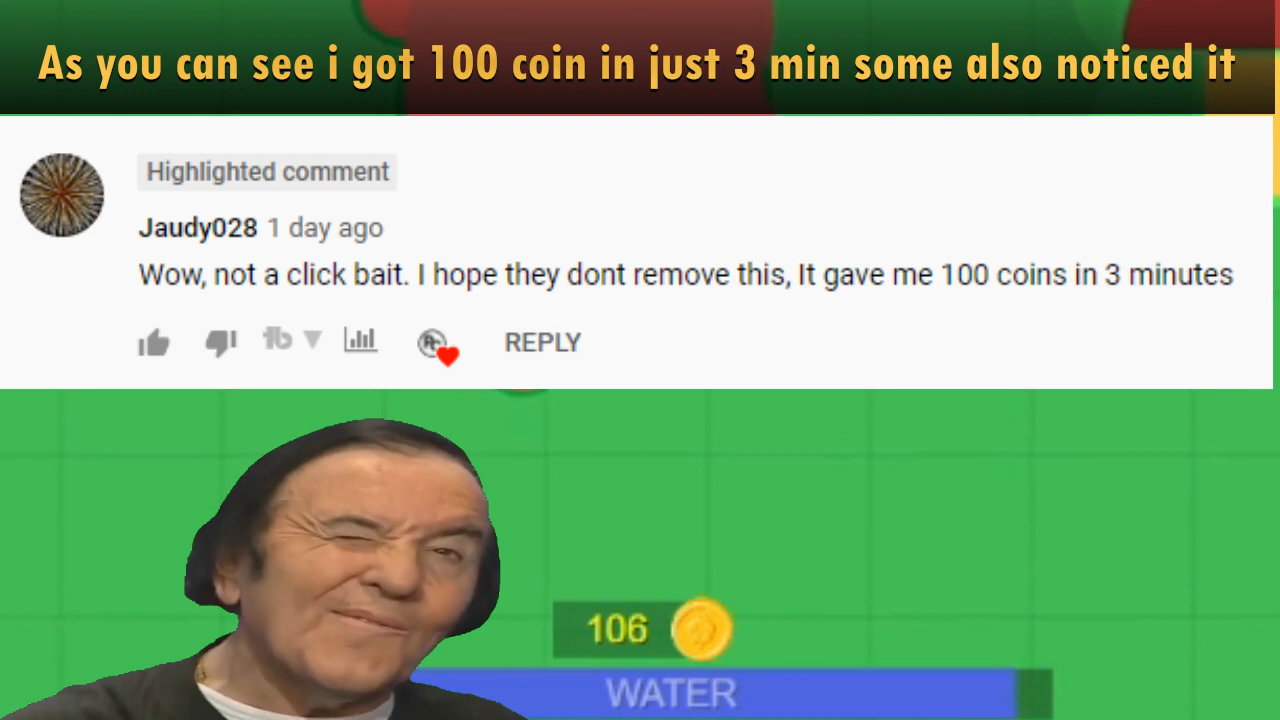 As you can see i got 100 coin in just 3 min some also noticed it
Highlighted comment
Jaudy028 1 day ago
Wow, not a click bait. I hope they dont remove this, It gave me 100 coins in 3 minutes
REPLY
106
WATER